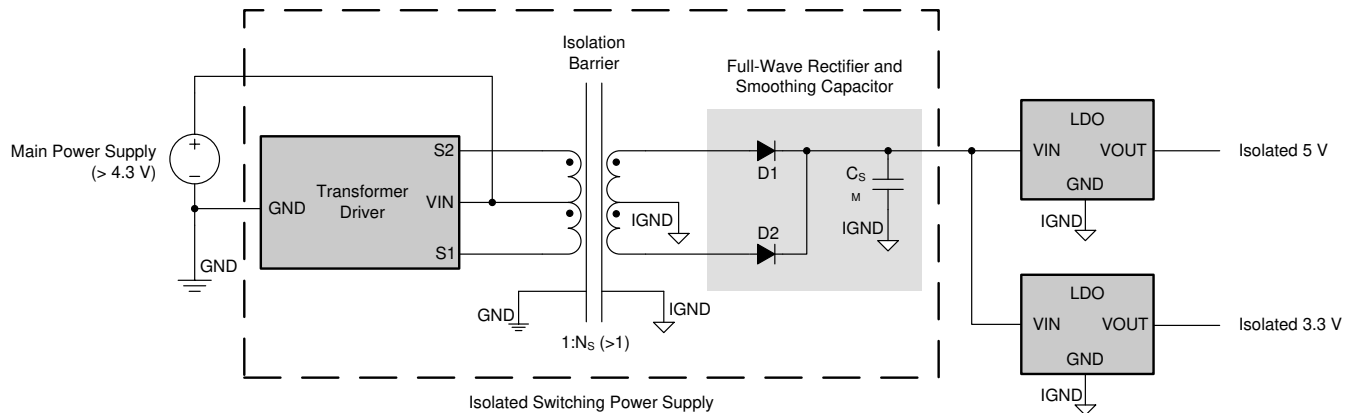 Isolation
Barrier
Full-Wave Rectifier and
Smoothing Capacitor
Main Power Supply
(> 4.3 V)
+
–
GND
GND
Transformer
Driver
S2
VIN
S1
IGND
D1
D2
CS
M
IGND
GND
IGND
1:NS (>1)
Isolated Switching Power Supply
LDO
VIN
VOUT
GND
IGND
Isolated 5 V
LDO
VIN
VOUT
GND
IGND
Isolated 3.3 V